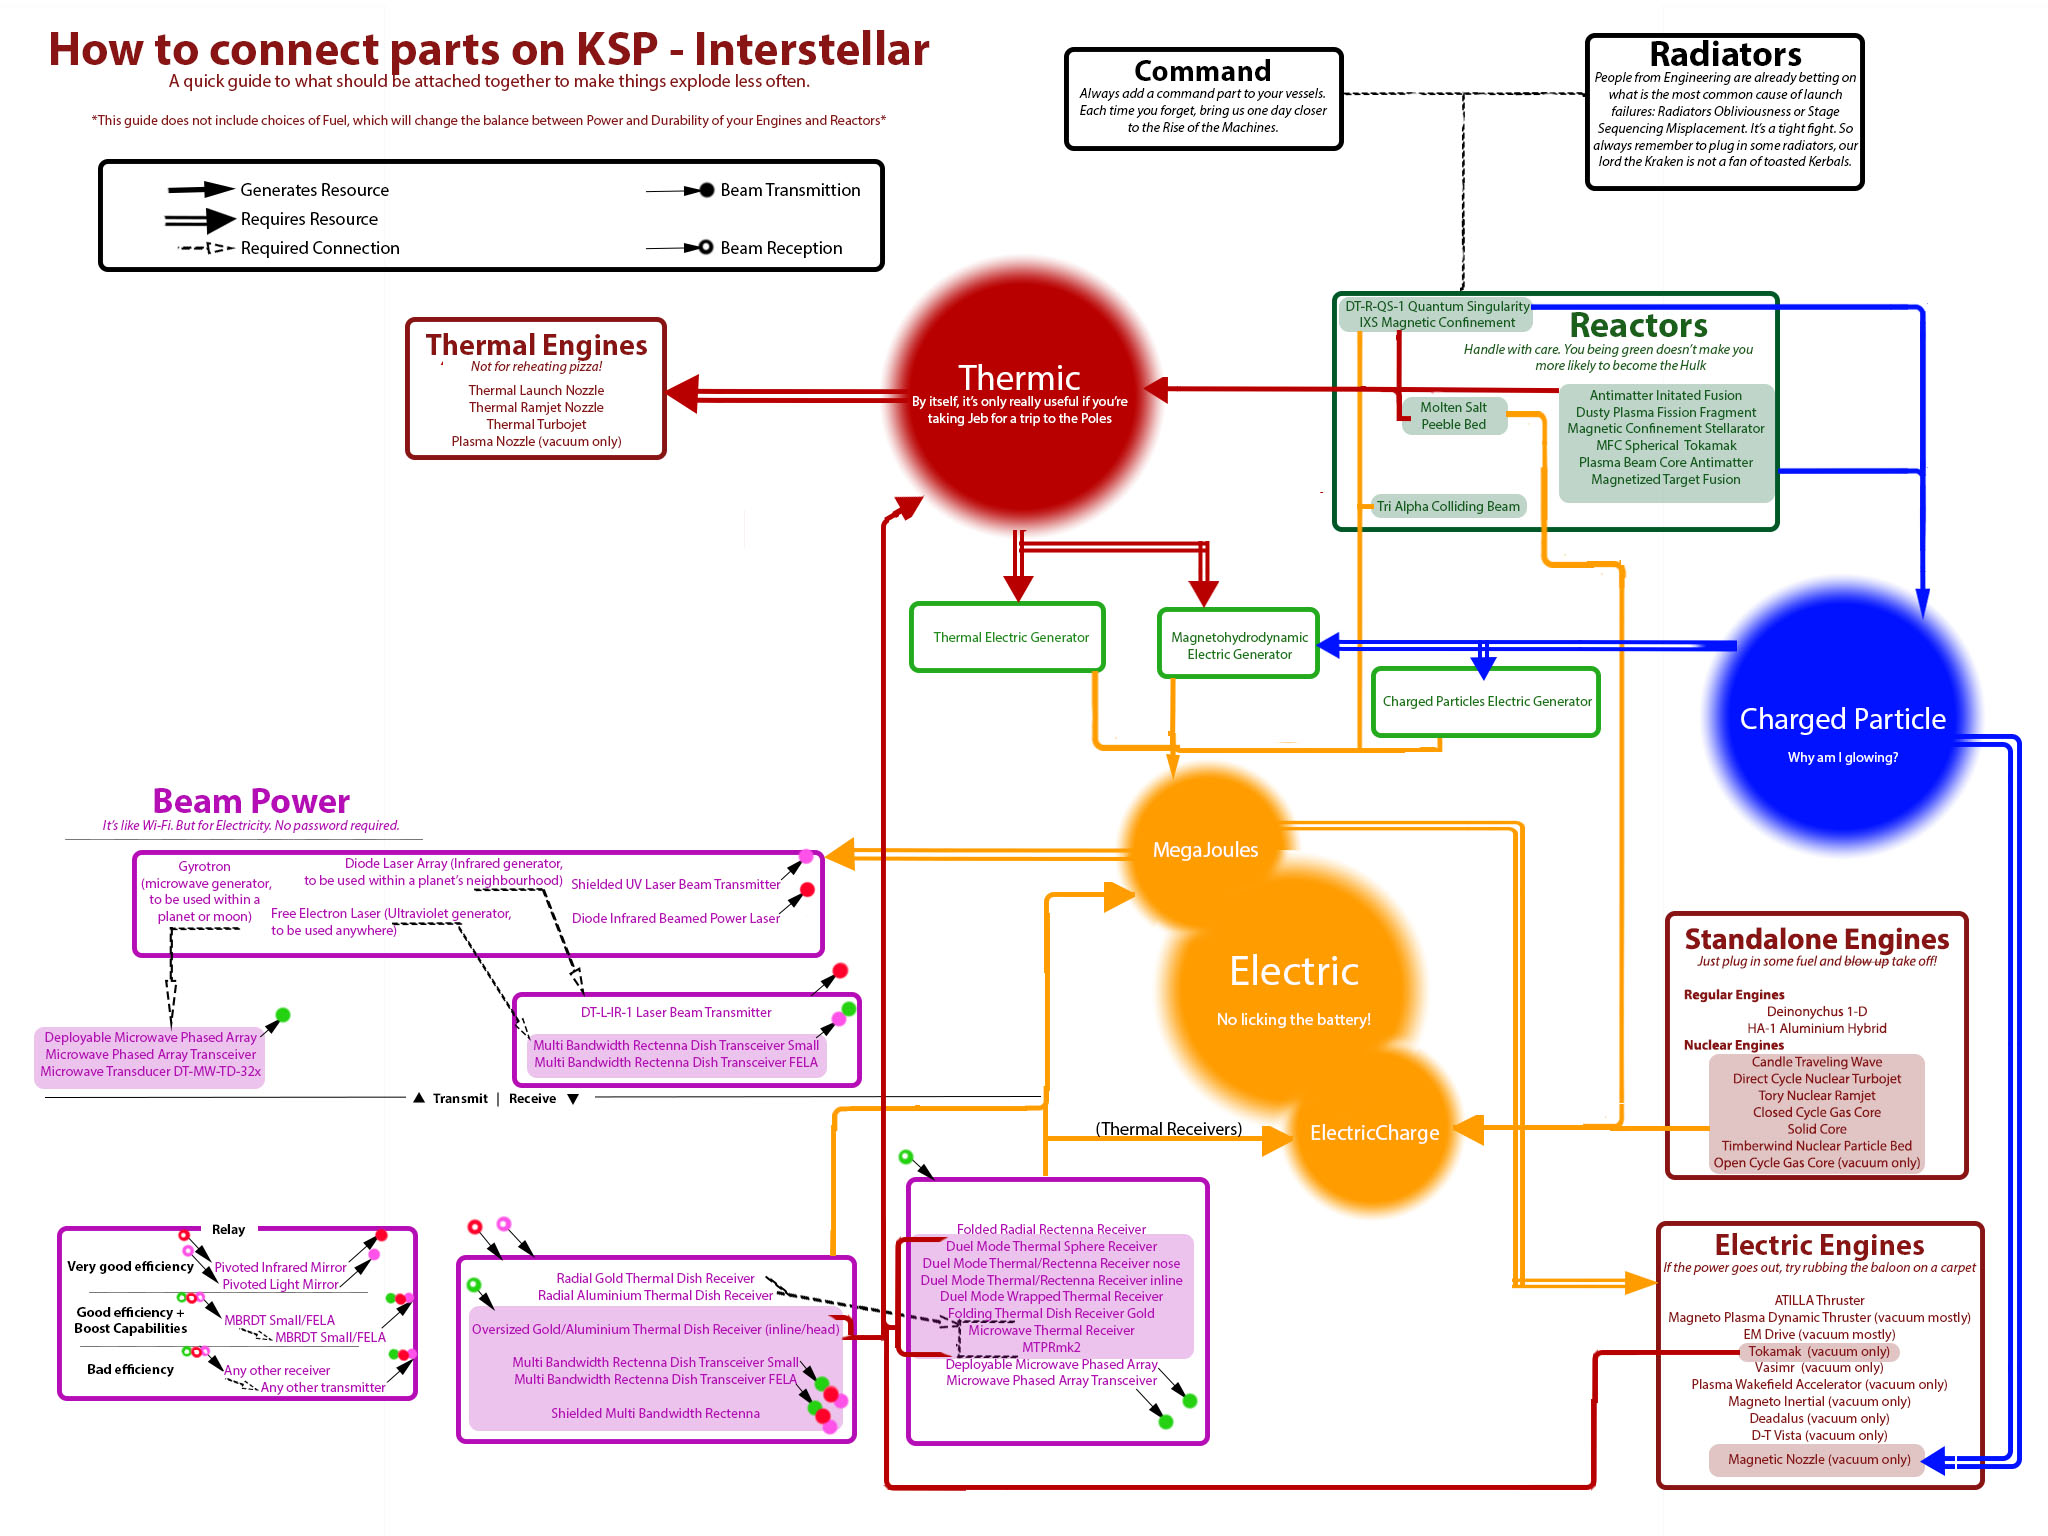 How to connect parts on KSP - Interstellar
A quick guide to what should be attached together to make things explode less often.
*This guide does not include choices of Fuel, which will change the balance between Power and Durability of your Engines and Reactors*
Generates Resource
Requires Resource
Required Connection
Beam Transmittion
Beam Reception
Command
Always add a command part to your vessels.
Each time you forget, bring us one day closer
to the Rise of the Machines.
Radiators
People from Engineering are already betting on
what is the most common cause of launch
failures: Radiators Obliviousness or Stage
Sequencing Misplacement. It's a tight fight. So
always remember to plug in some radiators, our
lord the Kraken is not a fan of toasted Kerbals.
Thermal Engines
Not for reheating pizza!
Thermal Launch Nozzle
Thermal Ramjet Nozzle
Thermal Turbojet
Plasma Nozzle (vacuum only)
Thermic
By itself, it's only really useful if you're
taking Jeb for a trip to the Poles
DT-R-QS-1 Quantum Singularity
IXS Magnetic Confinement
Reactors
Handle with care. You being green doesn't make you
more likely to become the Hulk
Molten Salt
Peeble Bed
Antimatter Initated Fusion
Dusty Plasma Fission Fragment
Magnetic Confinement Stellarator
MFC Spherical Tokamak
Plasma Beam Core Antimatter
Magnetized Target Fusion
Tri Alpha Colliding Beam
Thermal Electric Generator
Magnetohydrodynamic
Electric Generator
Charged Particles Electric Generator
Charged Particle
Why am I glowing?
Beam Power
It's like Wi-Fi. But for Electricity. No password required.
Gyrotron
(microwave generator,
to be used within a
planet or moon)
Diode Laser Array (Infrared generator,
to be used within a planet's neighbourhood)
Free Electron Laser (Ultraviolet generator,
to be used anywhere)
Shielded UV Laser Beam Transmitter
Diode Infrared Beamed Power Laser
MegaJoules
Electric
No licking the battery!
ElectricCharge
Deployable Microwave Phased Array
Microwave Phased Array Transceiver
Microwave Transducer DT-MW-TD-32x
DT-L-IR-1 Laser Beam Transmitter
Multi Bandwidth Rectenna Dish Transceiver Small
Multi Bandwidth Rectenna Dish Transceiver FELA
▲ Transmit | Receive ▼
(Thermal Receivers)
Standalone Engines
Just plug in some fuel and blow up take off!
Regular Engines
Deinonychus 1-D
HA-1 Aluminium Hybrid
Nuclear Engines
Candle Traveling Wave
Direct Cycle Nuclear Turbojet
Tory Nuclear Ramjet
Closed Cycle Gas Core
Solid Core
Timberwind Nuclear Particle Bed
Open Cycle Gas Core (vacuum only)
Relay
Very good efficiency
Pivoted Infrared Mirror
Pivoted Light Mirror
Good efficiency +
Boost Capabilities
MBRDT Small/FELA
MBRDT Small/FELA
Bad efficiency
Any other receiver
Any other transmitter
Radial Gold Thermal Dish Receiver
Radial Aluminium Thermal Dish Receiver
Oversized Gold/Aluminium Thermal Dish Receiver (inline/head)
Multi Bandwidth Rectenna Dish Transceiver Small
Multi Bandwidth Rectenna Dish Transceiver FELA
Shielded Multi Bandwidth Rectenna
Folded Radial Rectenna Receiver
Duel Mode Thermal Sphere Receiver
Duel Mode Thermal/Rectenna Receiver nose
Duel Mode Thermal/Rectenna Receiver inline
Duel Mode Wrapped Thermal Receiver
Folding Thermal Dish Receiver Gold
Microwave Thermal Receiver
MTPRmk2
Deployable Microwave Phased Array
Microwave Phased Array Transceiver
Electric Engines
If the power goes out, try rubbing the baloon on a carpet
ATILLA Thruster
Magneto Plasma Dynamic Thruster (vacuum mostly)
EM Drive (vacuum mostly)
Tokamak (vacuum only)
Vasimr (vacuum only)
Plasma Wakefield Accelerator (vacuum only)
Magneto Inertial (vacuum only)
Deadalus (vacuum only)
D-T Vista (vacuum only)
Magnetic Nozzle (vacuum only)